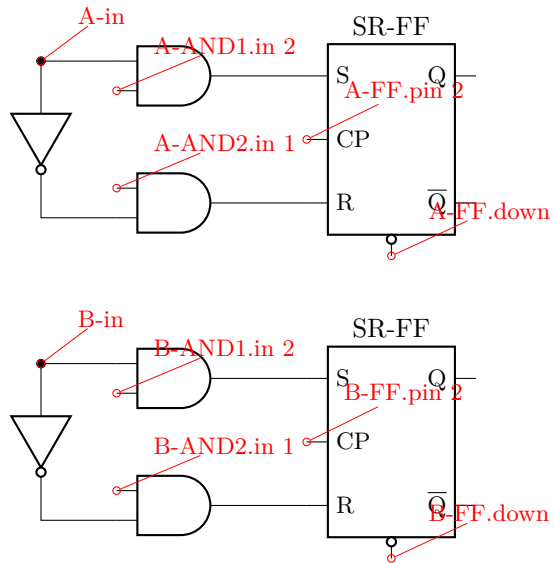 A-in
SR-FF
A-AND1.in 2
S
Q
A-FF.pin 2
CP
A-AND2.in 1
R
Q
A-FF.down
B-in
SR-FF
B-AND1.in 2
S
Q
B-FF.pin 2
CP
B-AND2.in 1
R
Q
B-FF.down